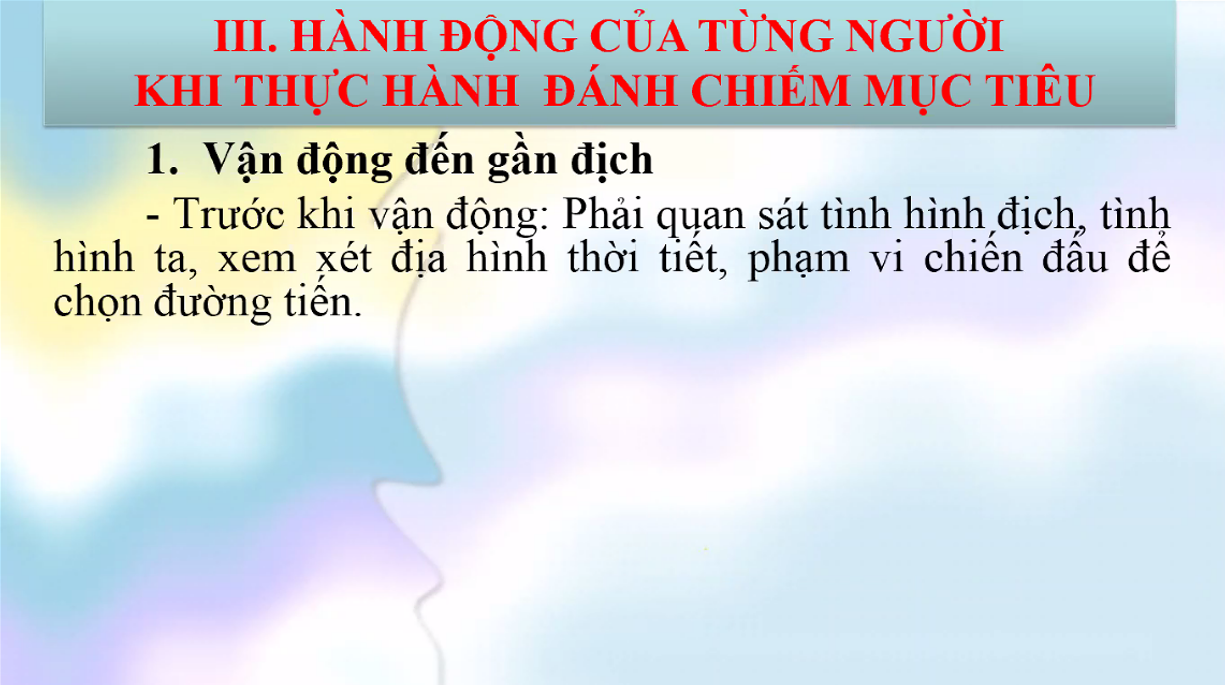 III. HÀNH ĐỘNG CỦA TỪNG NGƯỜI
KHI THỰC HÀNH ĐÁNH CHIẾM MỤC TIÊU
1. Vận động đến gần địch
- Trước khi vận động: Phải quan sát tình hình địch, tình
hình ta, xem xét địa hình thời tiết, phạm vi chiến đấu để
chọn đường tiến.